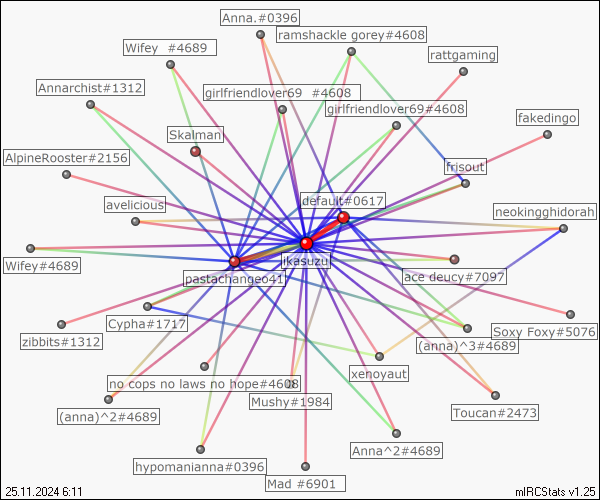 Anna.#0396
ramshackle gorey#4608
Wifey  #4689
rattgaming
Annarchist#1312
girlfriendlover69  #4608
girlfriendlover69#4608
fakedingo
Skalman
AlpineRooster#2156
frisout
default#0617
avelicious
neokingghidorah
ikasuzu
Wifey#4689
pastachangeo41
ace deucy#7097
Cypha#1717
Soxy Foxy#5076
zibbits#1312
(anna)^3#4689
xenoyaut
no cops no laws no hope#4608
Mushy#1984
(anna)^2#4689
Toucan#2473
Anna^2#4689
hypomanianna#0396
Mad #6901
25.11.2024 6:11
mIRCStats v1.25